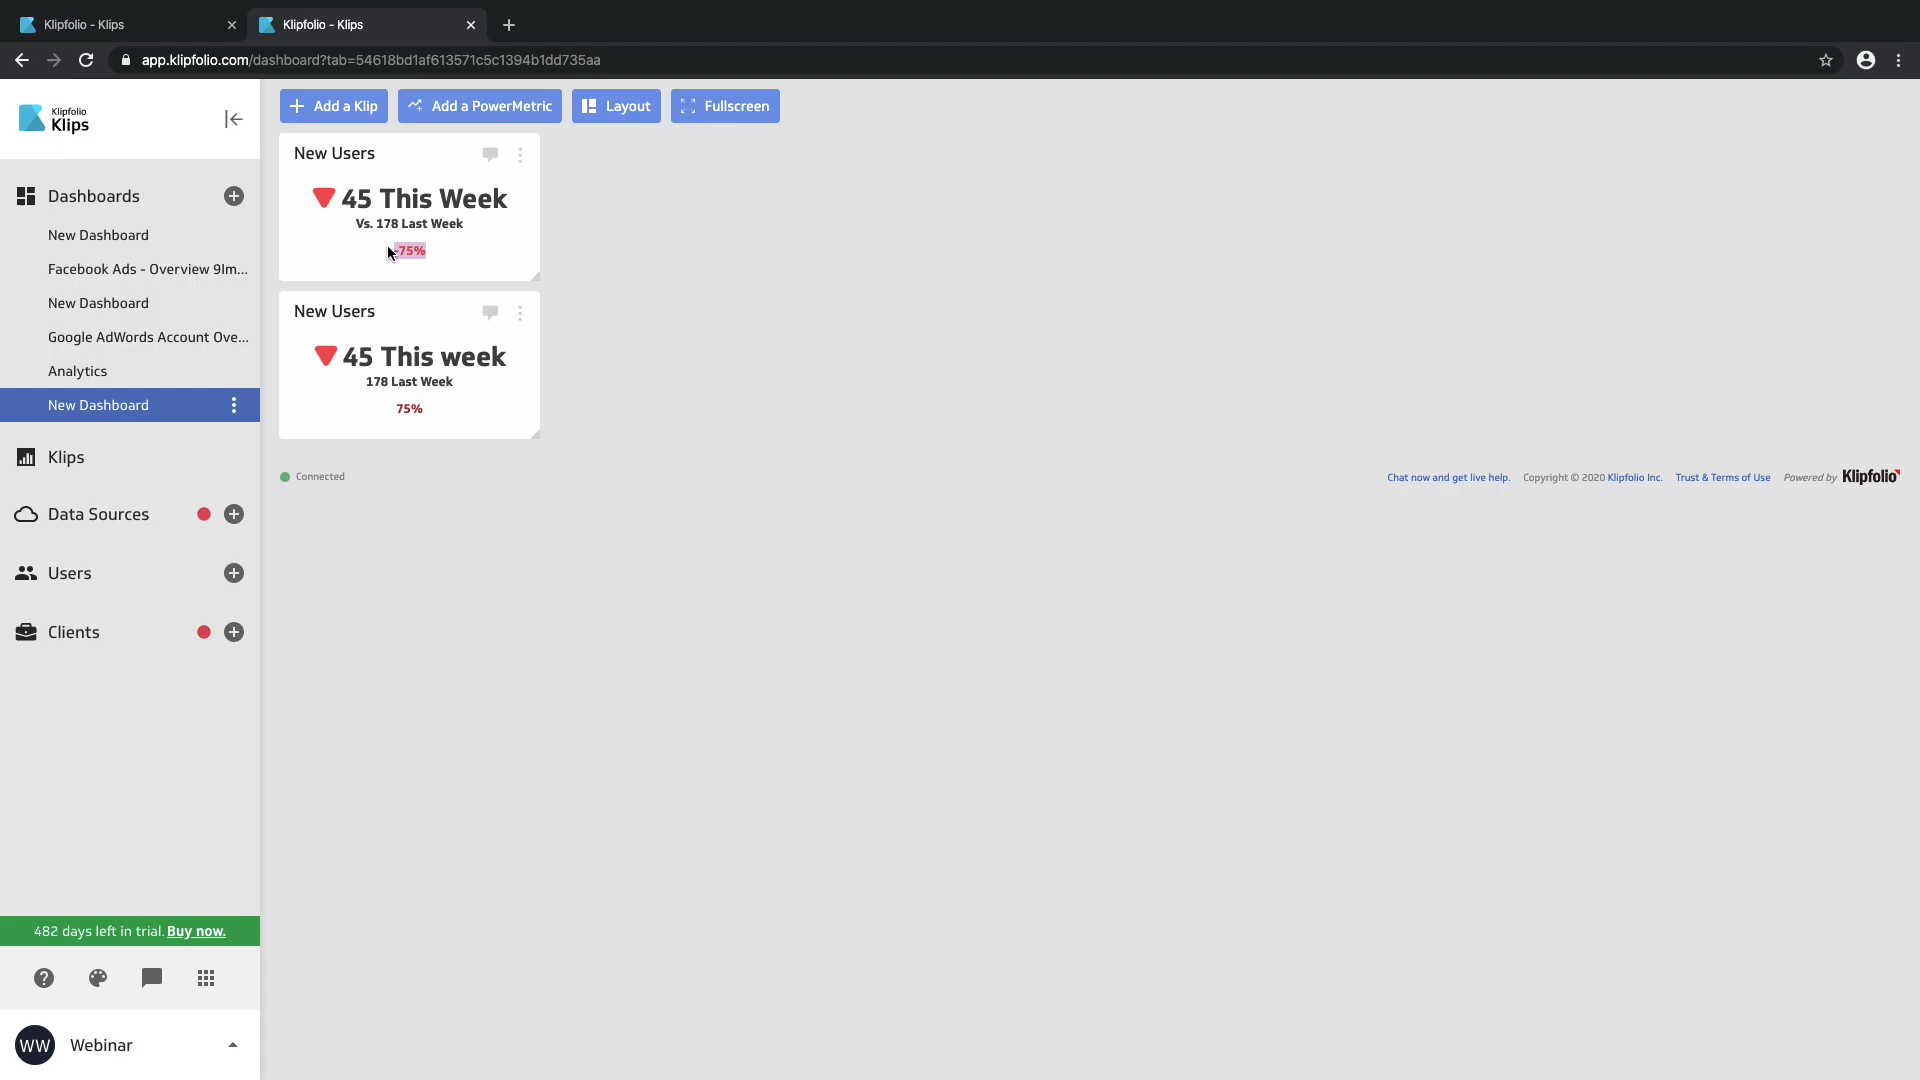 Klipfolio - Klips
Klipfolio - Klips
app.klipfolio.com/dashboard?tab=54618bd1af613571c5c1394b1dd735aa
Klipfolio
Klips
Dashboards
New Dashboard
Facebook Ads - Overview 9Im...
New Dashboard
Google AdWords Account Ove...
Analytics
New Dashboard
Klips
Data Sources
Users
Clients
482 days left in trial. Buy now.
WW Webinar
Add a Klip Add a PowerMetric Layout Fullscreen
New Users
45 This Week
Vs. 178 Last Week
-75%
New Users
45 This week
178 Last Week
75%
Connected
Chat now and get live help. Copyright © 2020 Klipfolio Inc. Trust & Terms of Use Powered by Klipfolio